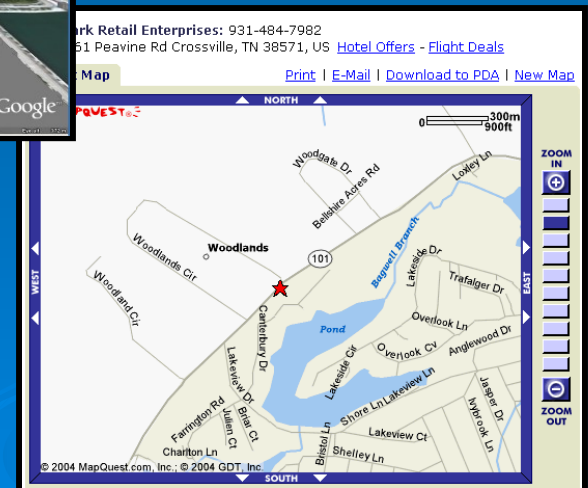 Google
ark Retail Enterprises: 931-484-7982
61 Peavine Rd Crossville, TN 38571, US Hotel Offers - Flight Deals
Map
Print | E-Mail | Download to PDA | New Map
NORTH
PQUEST
0 300m
900ft
ZOOM
IN
Woodgate Dr
Loxley Ln
Bellshire Acres Rd
Woodlands
Woodlands Cir
101
Bagwell Branch
Lakeside Dr
WEST
EAST
Woodland Cir
Trafalger Dr
Canterbury Dr
Pond
Overlook Ln
Overlook Cv
Anglewood Dr
Lakeview Dr
Lakeside Cir
Shore Ln
Lakeview Ln
Jasper Dr
Ivybrook Ln
Farrington Rd
Julien Ct
Briar Ct
Bristol Ln
Lakeview Ct
Charlton Ln
Shelley Ln
ZOOM
OUT
© 2004 MapQuest.com, Inc.; © 2004 GDT, Inc.
SOUTH